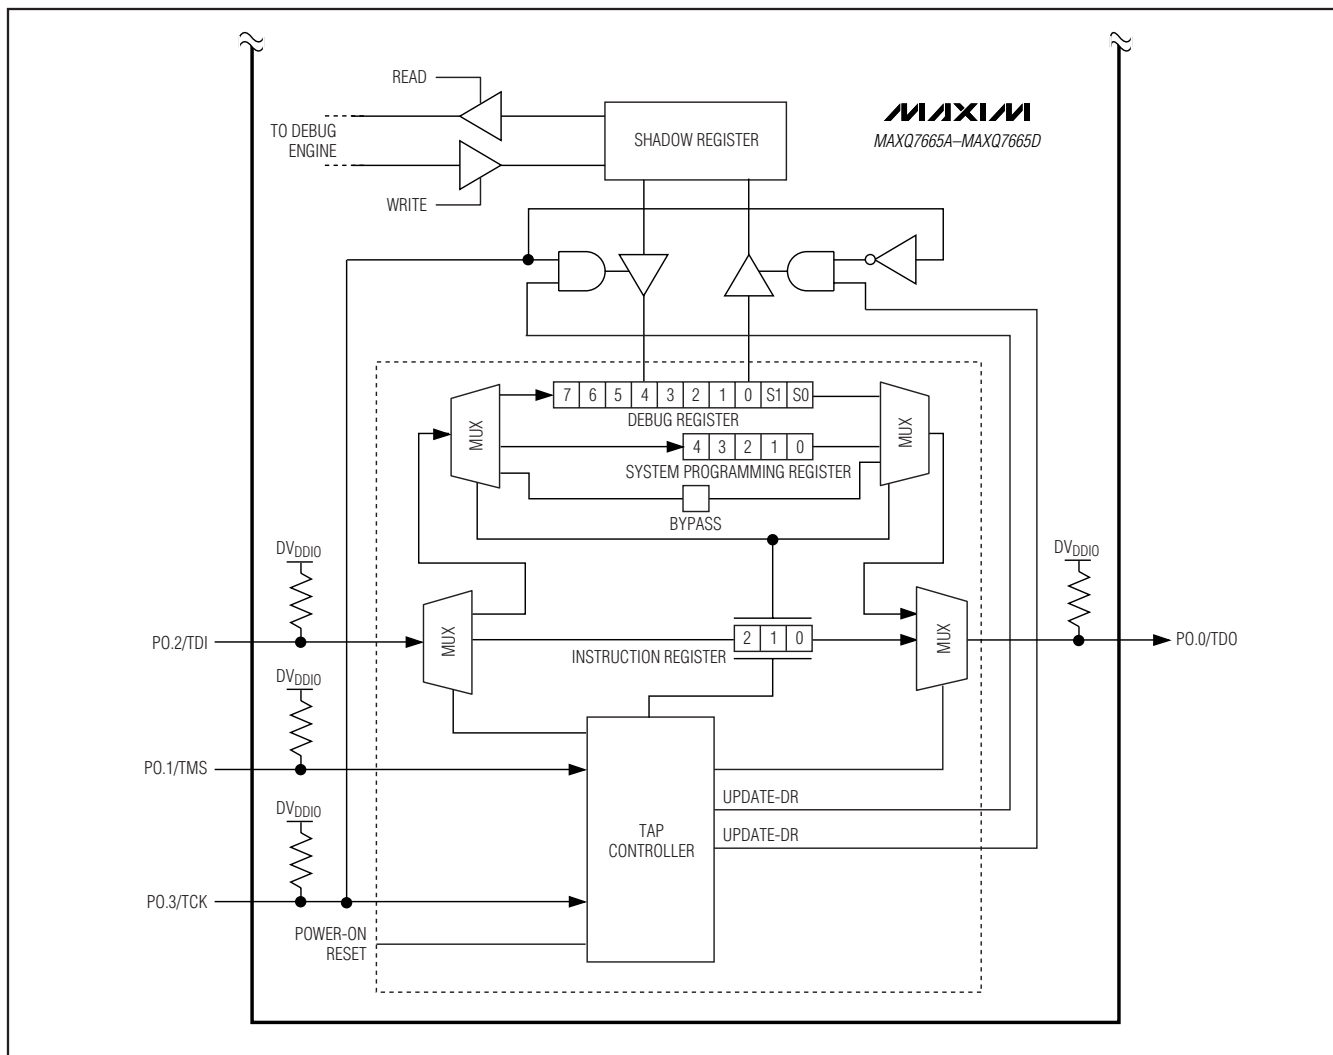 READ
TO DEBUG
ENGINE
WRITE
SHADOW REGISTER
MAXIM
MAXQ7665A–MAXQ7665D
7 6 5 4 3 2 1 0 S1 S0
DEBUG REGISTER
MUX
MUX
4 3 2 1 0
SYSTEM PROGRAMMING REGISTER
BYPASS
DVDDIO
DVDDIO
P0.2/TDI
MUX
2 1 0
INSTRUCTION REGISTER
MUX
P0.0/TDO
DVDDIO
P0.1/TMS
UPDATE-DR
DVDDIO
TAP
CONTROLLER
UPDATE-DR
P0.3/TCK
POWER-ON
RESET